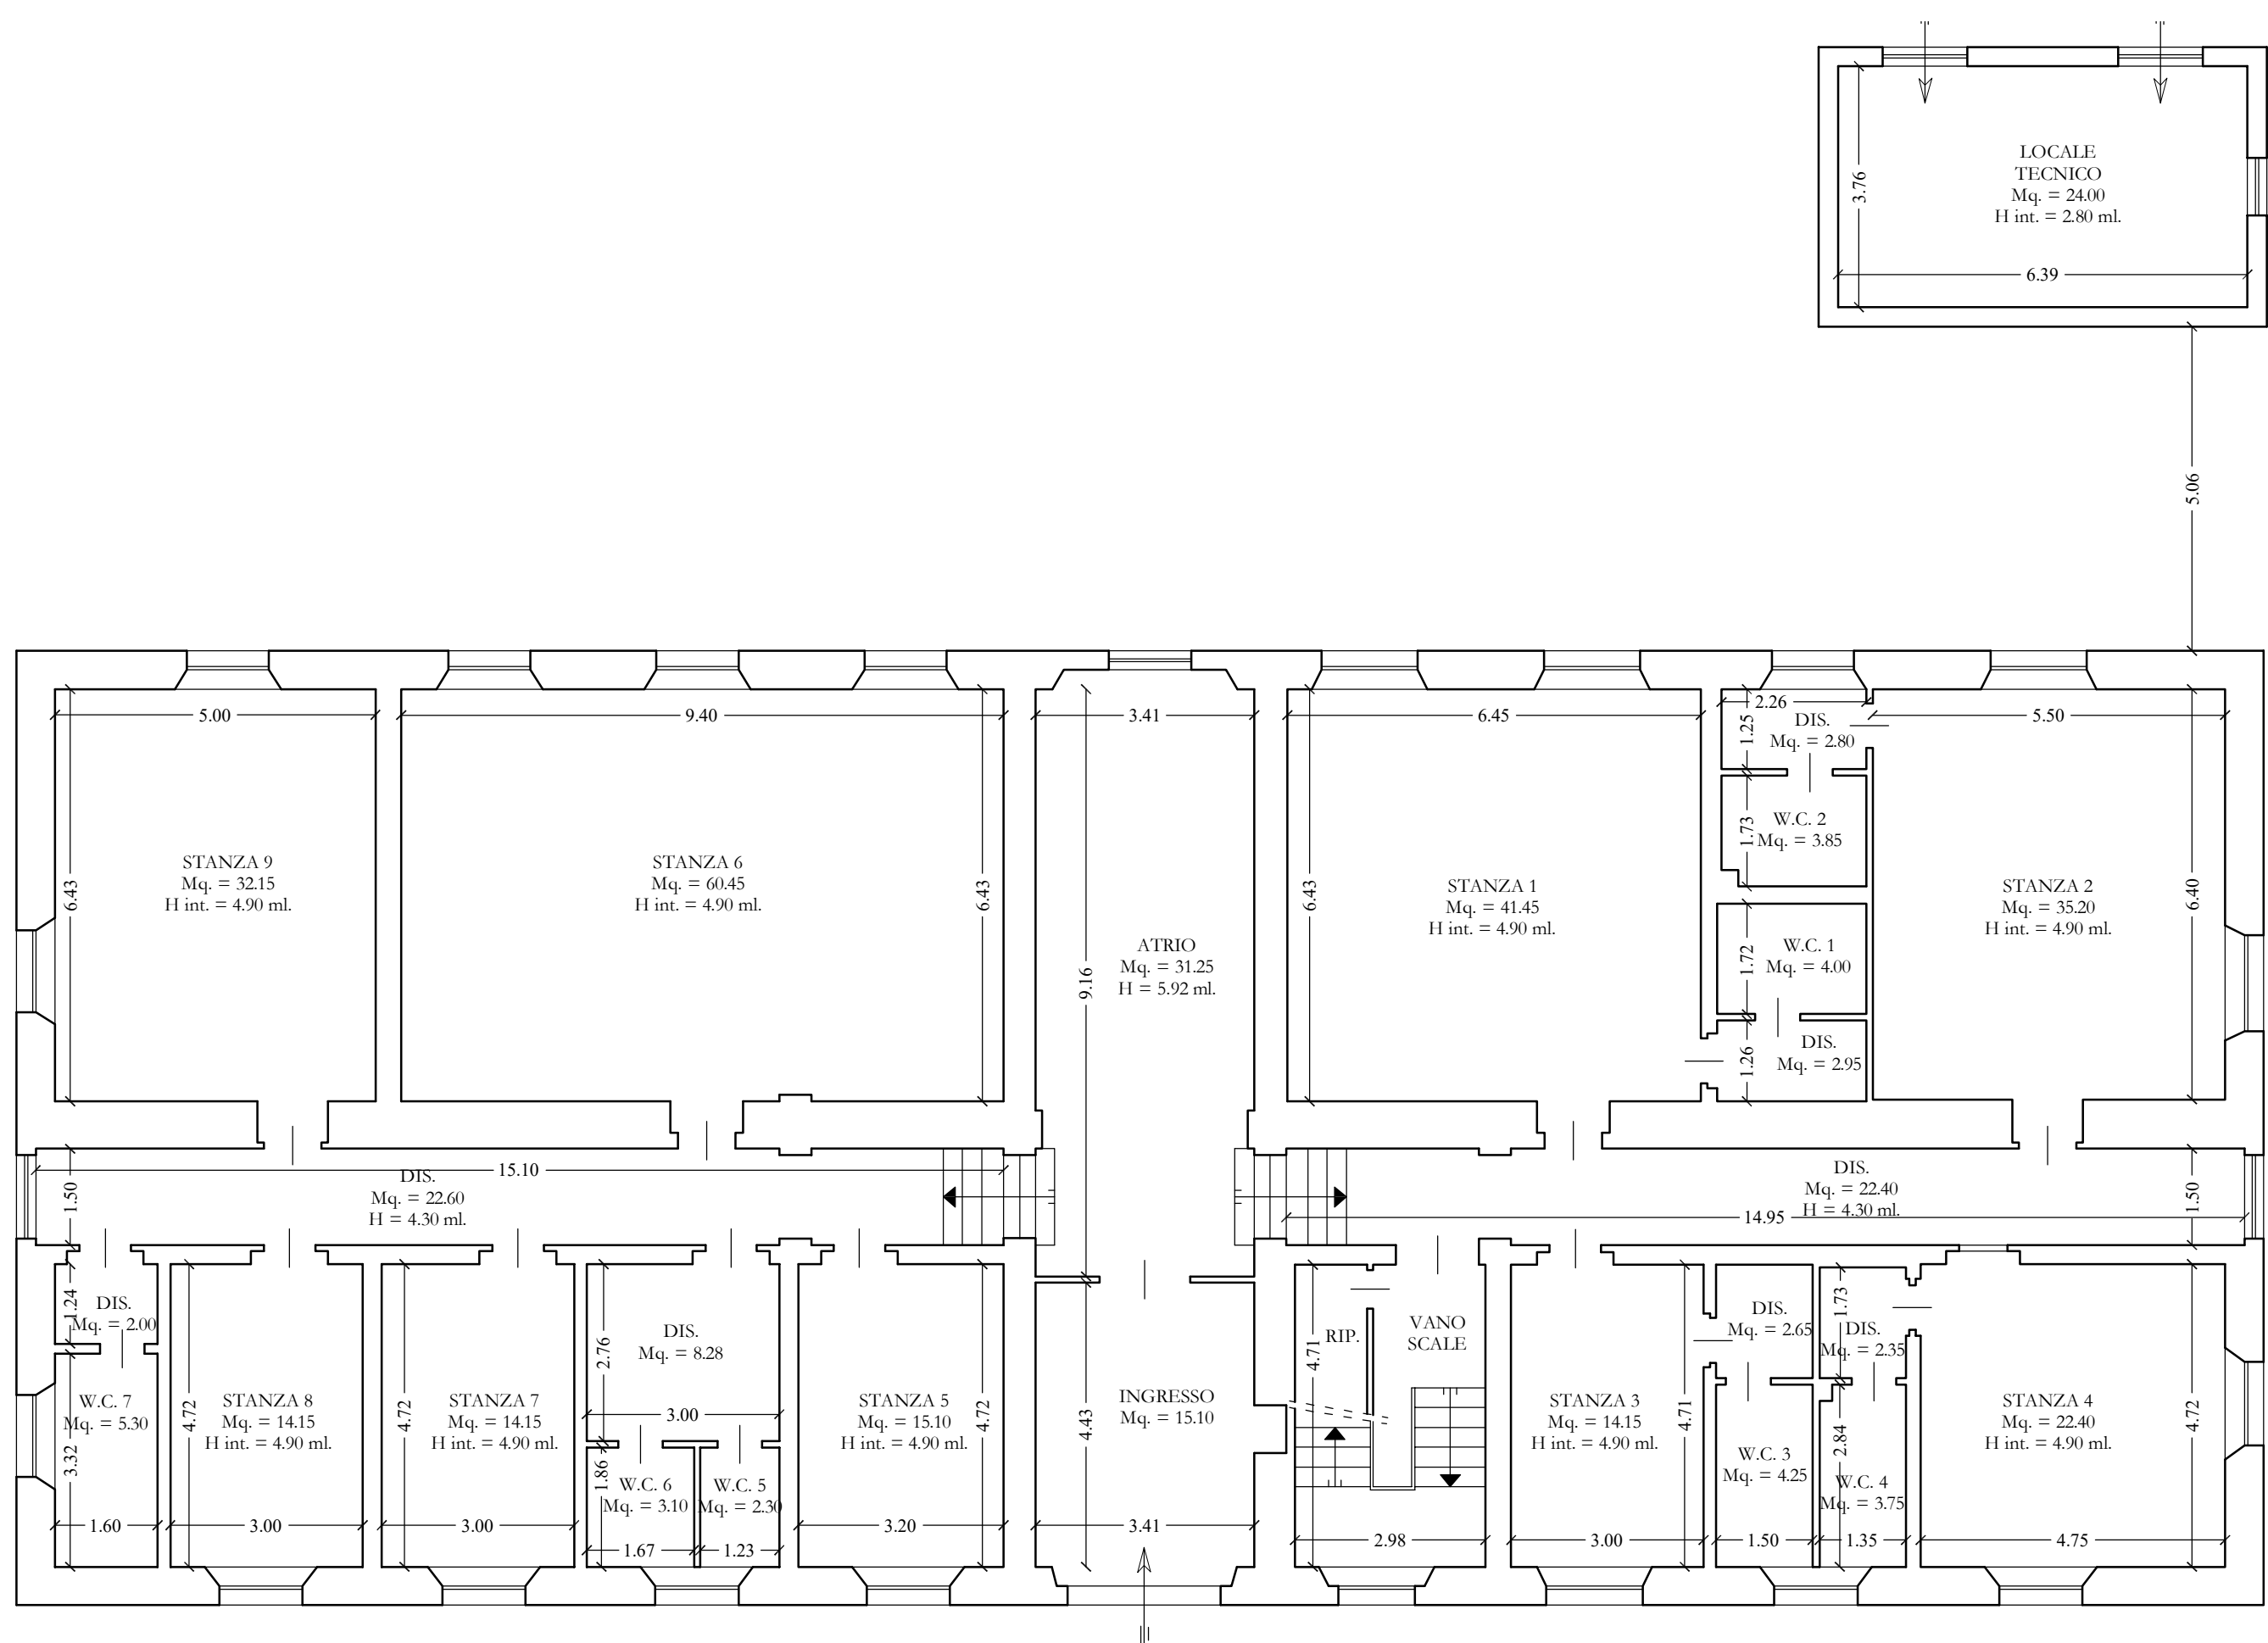 LOCALE
TECNICO
Mq. = 24.00
H int. = 2.80 ml.
3.76
6.39
5.06
5.00
9.40
3.41
6.45
2.26
5.50
1.25
DIS.
Mq. = 2.80
1.73
W.C. 2
Mq. = 3.85
STANZA 9
Mq. = 32.15
H int. = 4.90 ml.
6.43
STANZA 6
Mq. = 60.45
H int. = 4.90 ml.
6.43
ATRIO
Mq. = 31.25
H = 5.92 ml.
9.16
6.43
STANZA 1
Mq. = 41.45
H int. = 4.90 ml.
STANZA 2
Mq. = 35.20
H int. = 4.90 ml.
6.40
1.72
W.C. 1
Mq. = 4.00
1.26
DIS.
Mq. = 2.95
15.10
1.50
DIS.
Mq. = 22.60
H = 4.30 ml.
DIS.
Mq. = 22.40
H = 4.30 ml.
14.95
1.50
1.24
DIS.
Mq. = 2.00
W.C. 7
Mq. = 5.30
3.32
1.60
4.72
STANZA 8
Mq. = 14.15
H int. = 4.90 ml.
3.00
4.72
STANZA 7
Mq. = 14.15
H int. = 4.90 ml.
3.00
2.76
DIS.
Mq. = 8.28
3.00
1.86
W.C. 6
Mq. = 3.10
1.67
W.C. 5
Mq. = 2.30
1.23
STANZA 5
Mq. = 15.10
H int. = 4.90 ml.
4.72
3.20
4.43
INGRESSO
Mq. = 15.10
3.41
4.71
RIP.
VANO
SCALE
2.98
STANZA 3
Mq. = 14.15
H int. = 4.90 ml.
4.71
3.00
DIS.
Mq. = 2.65
W.C. 3
Mq. = 4.25
1.50
1.73
DIS.
Mq. = 2.35
2.84
W.C. 4
Mq. = 3.75
1.35
STANZA 4
Mq. = 22.40
H int. = 4.90 ml.
4.72
4.75